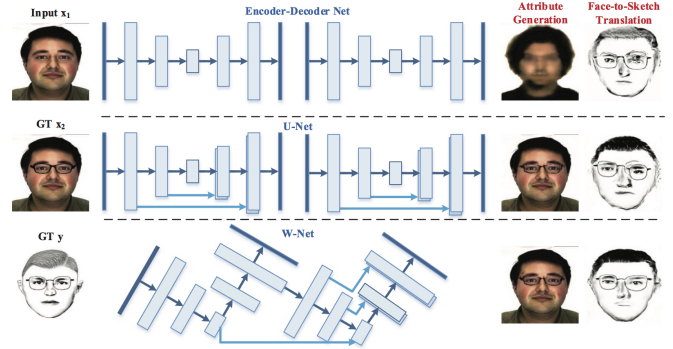 Input x₁
Encoder-Decoder Net
Attribute Generation
Face-to-Sketch Translation
GT x₂
U-Net
GT y
W-Net